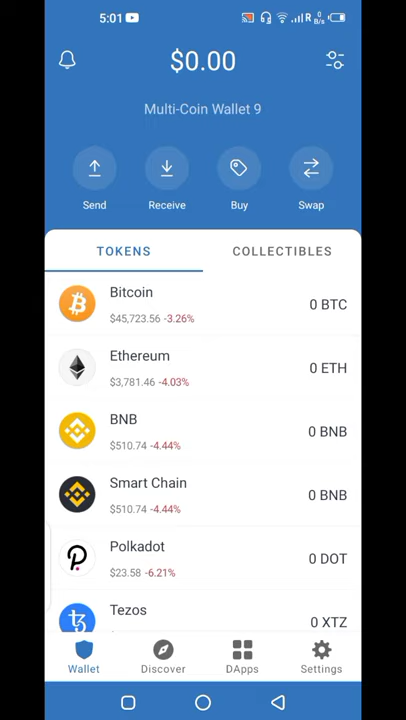 5:01
R 0 B/s
$0.00
Multi-Coin Wallet 9
Send Receive Buy Swap
TOKENS COLLECTIBLES
Bitcoin
$45,723.56 -3.26%
0 BTC
Ethereum
$3,781.46 -4.03%
0 ETH
BNB
$510.74 -4.44%
0 BNB
Smart Chain
$510.74 -4.44%
0 BNB
Polkadot
$23.58 -6.21%
0 DOT
Tezos
0 XTZ
Wallet Discover DApps Settings